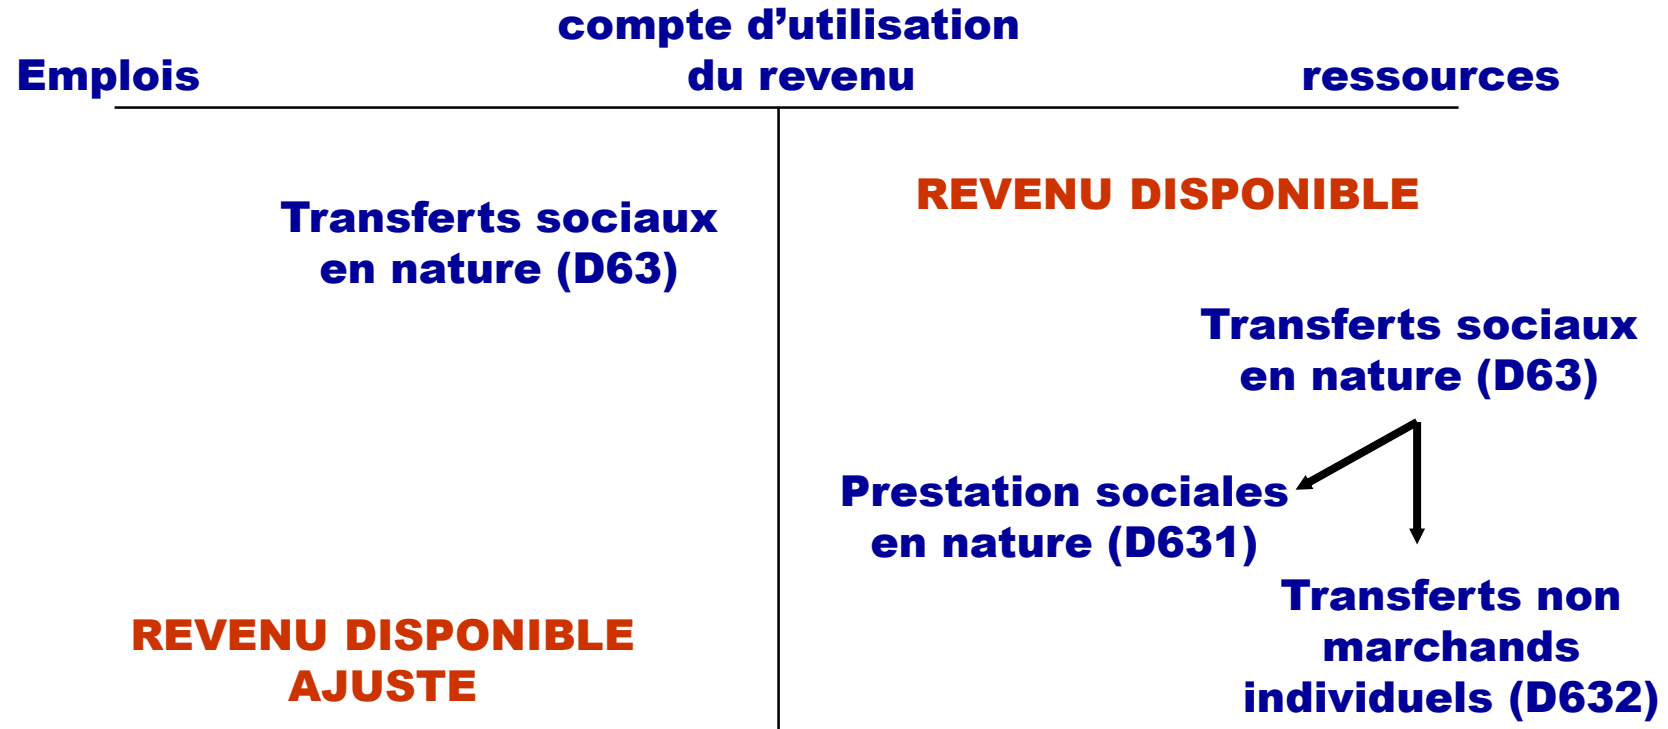 compte d’utilisation
du revenu
Emplois
ressources
Transferts sociaux
en nature (D63)
REVENU DISPONIBLE
AJUSTE
REVENU DISPONIBLE
Transferts sociaux
en nature (D63)
Prestation sociales
en nature (D631)
Transferts non
marchands
individuels (D632)